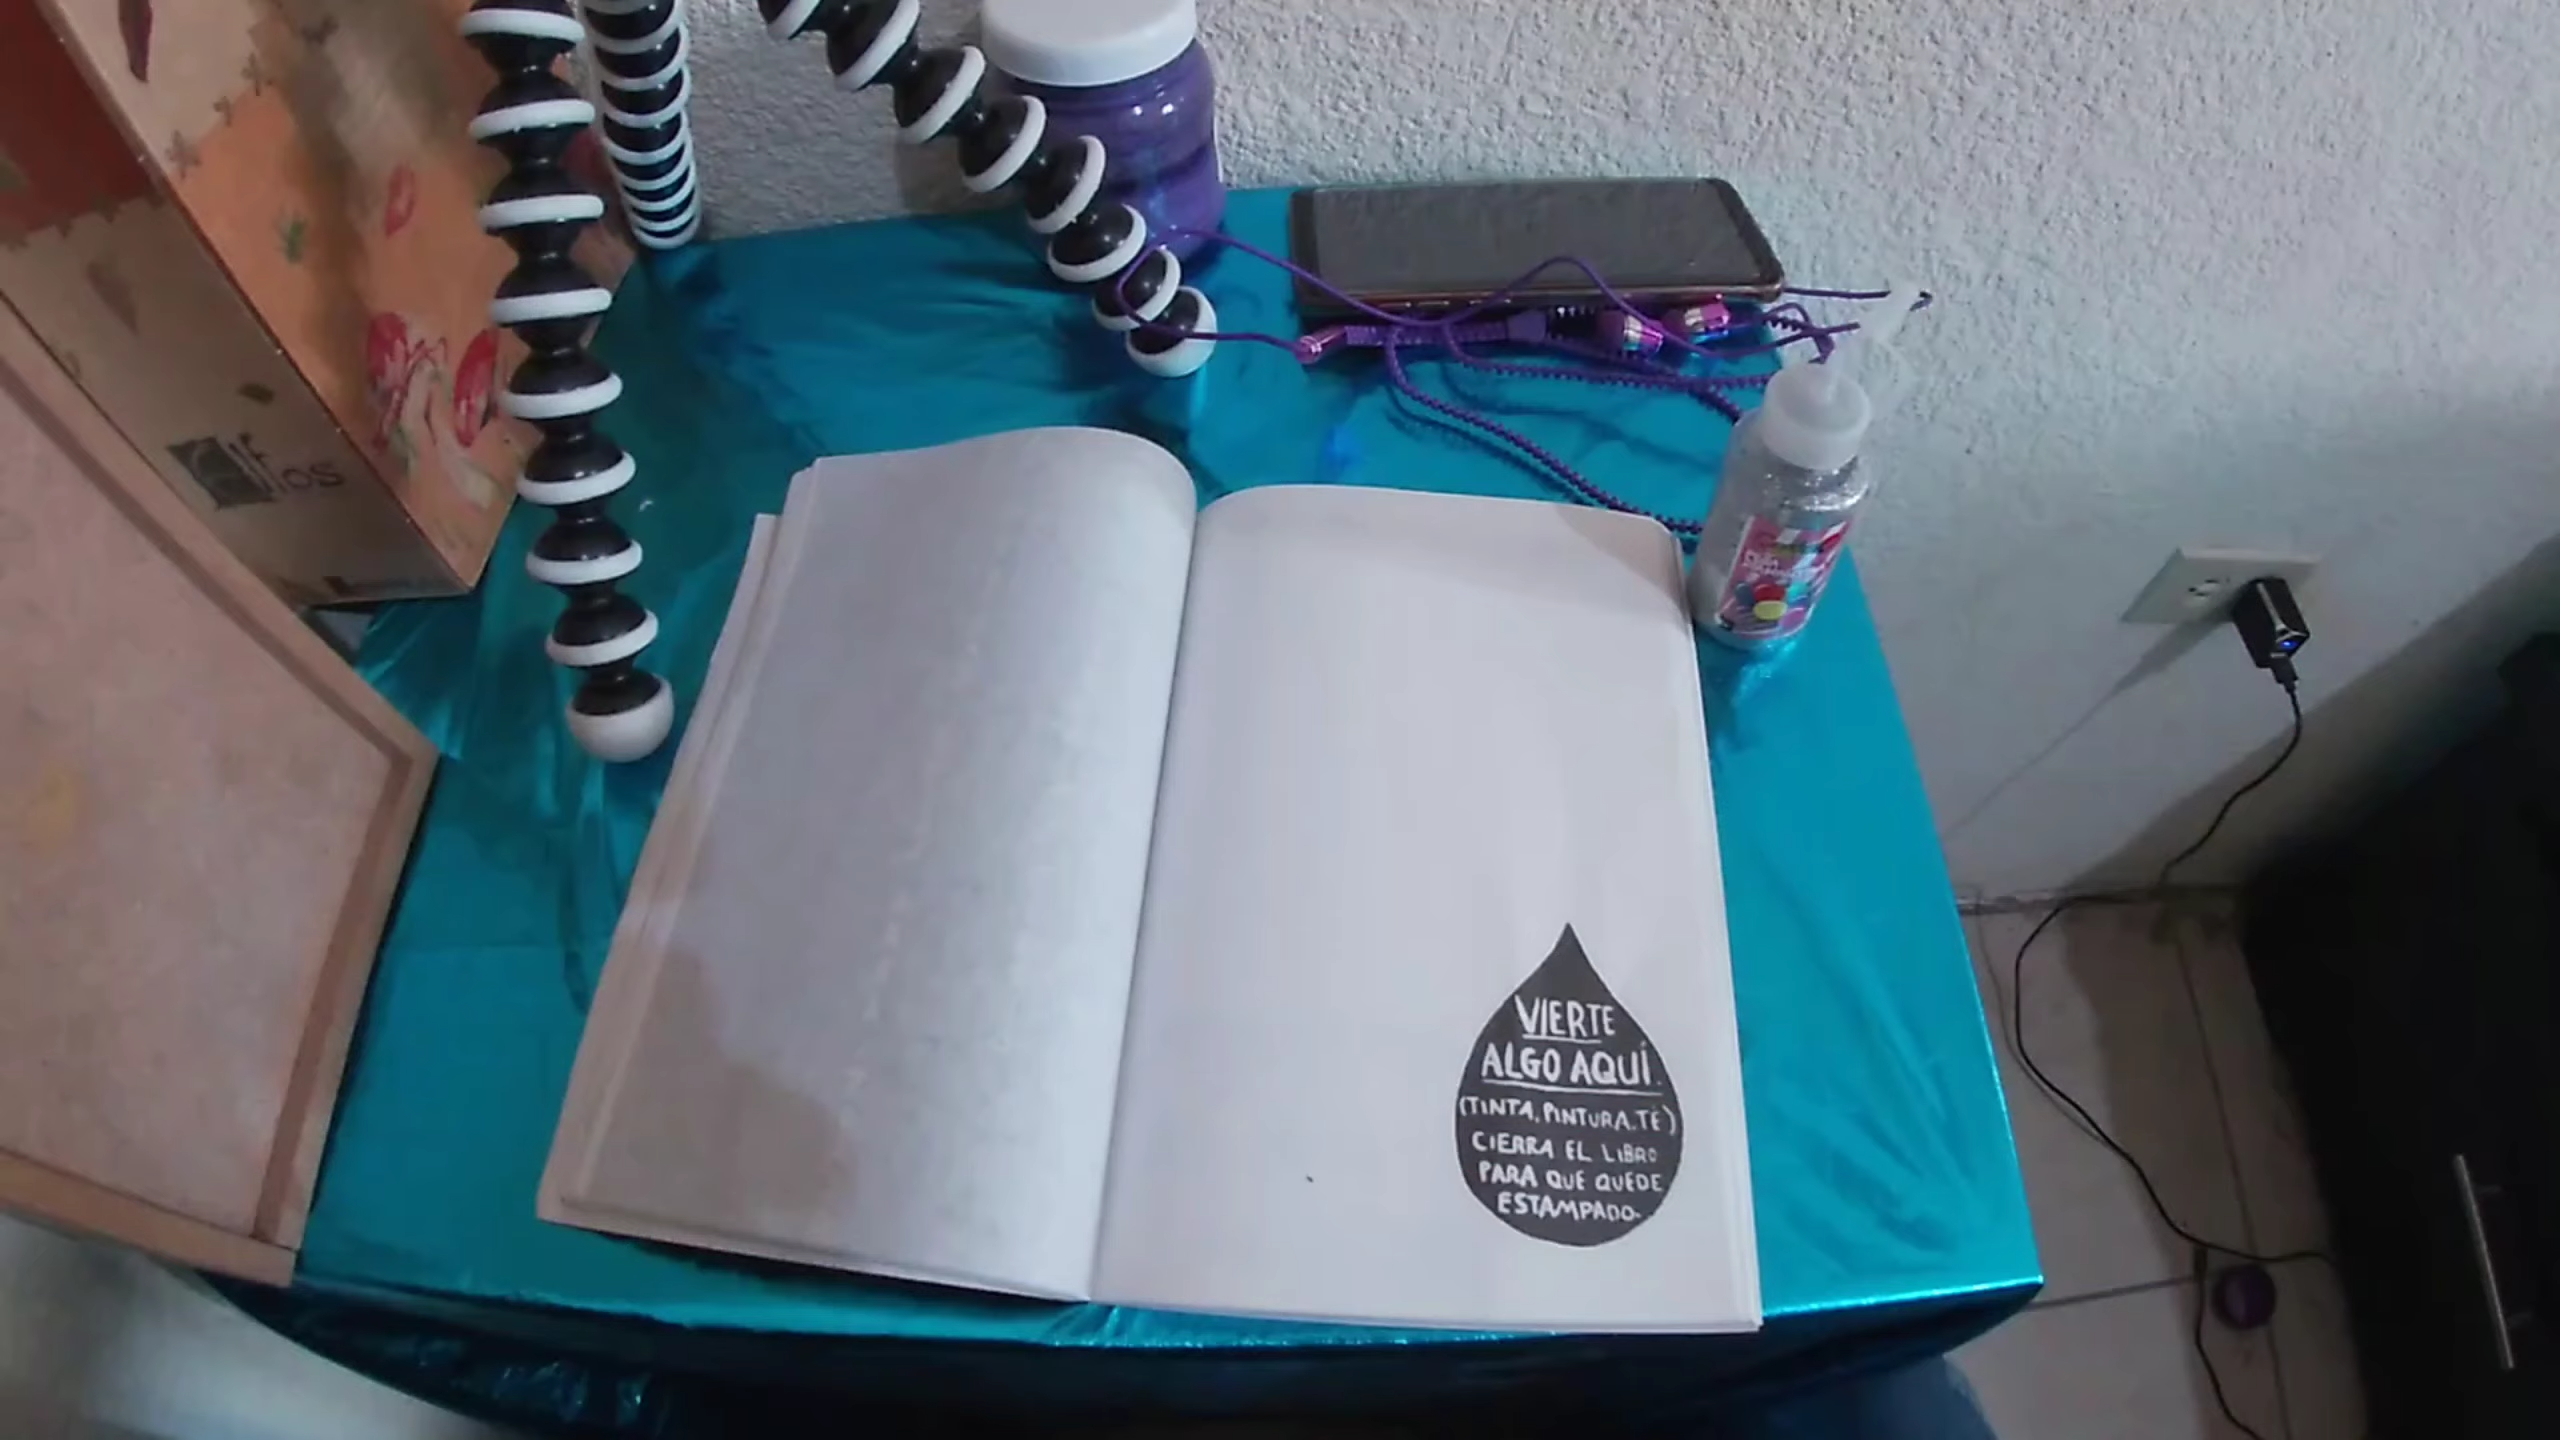 VIERTE
ALGO AQUÍ.
(TINTA, PINTURA, TÉ)
CIERRA EL LIBRO
PARA QUE QUEDE
ESTAMPADO.